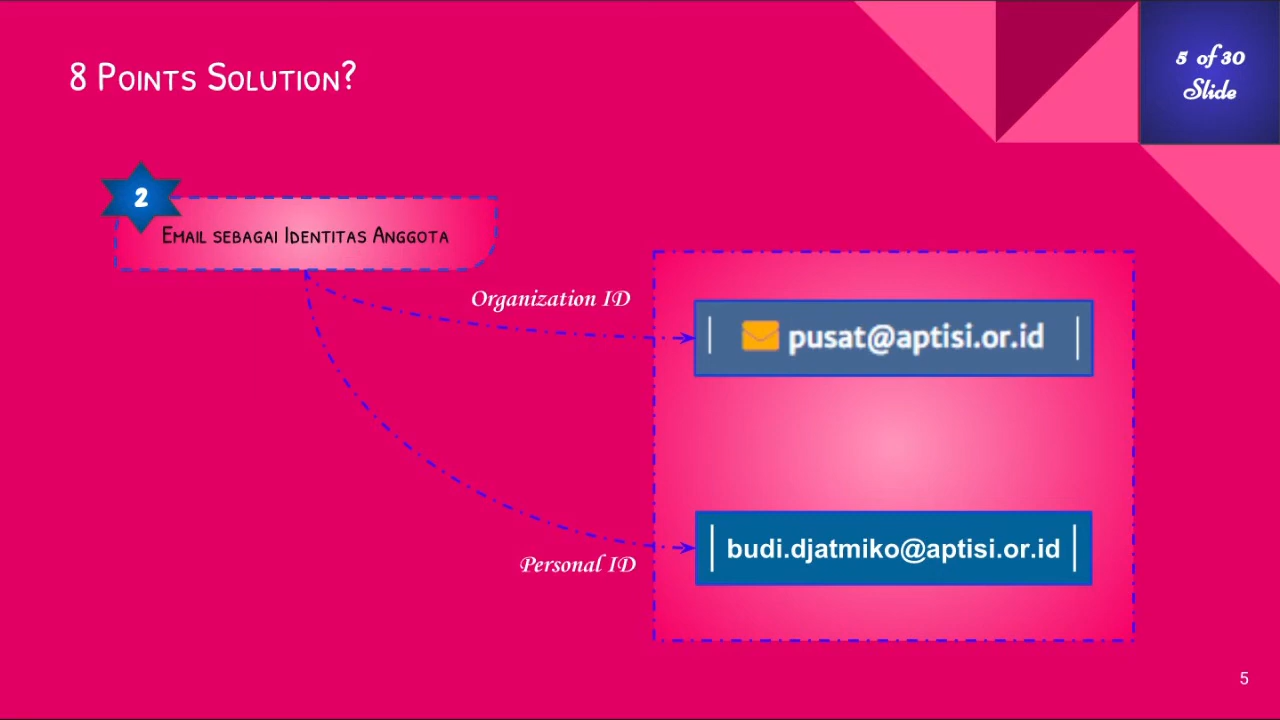 8 Points Solution?
5 of 30
Slide
2
Email sebagai Identitas Anggota
Organization ID
pusat@aptisi.or.id
budi.djatmiko@aptisi.or.id
Personal ID
5